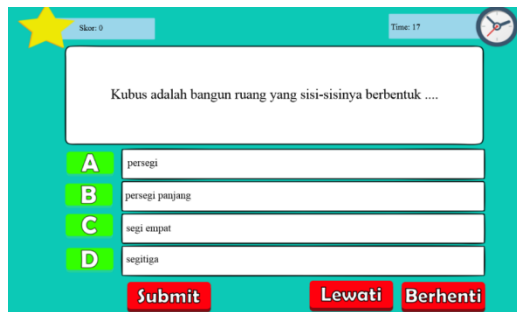 Skor: 0
Time: 17
Kubus adalah bangun ruang yang sisi-sisinya berbentuk ....
A persegi
B persegi panjang
C segi empat
D segitiga
Submit Lewati Berhenti